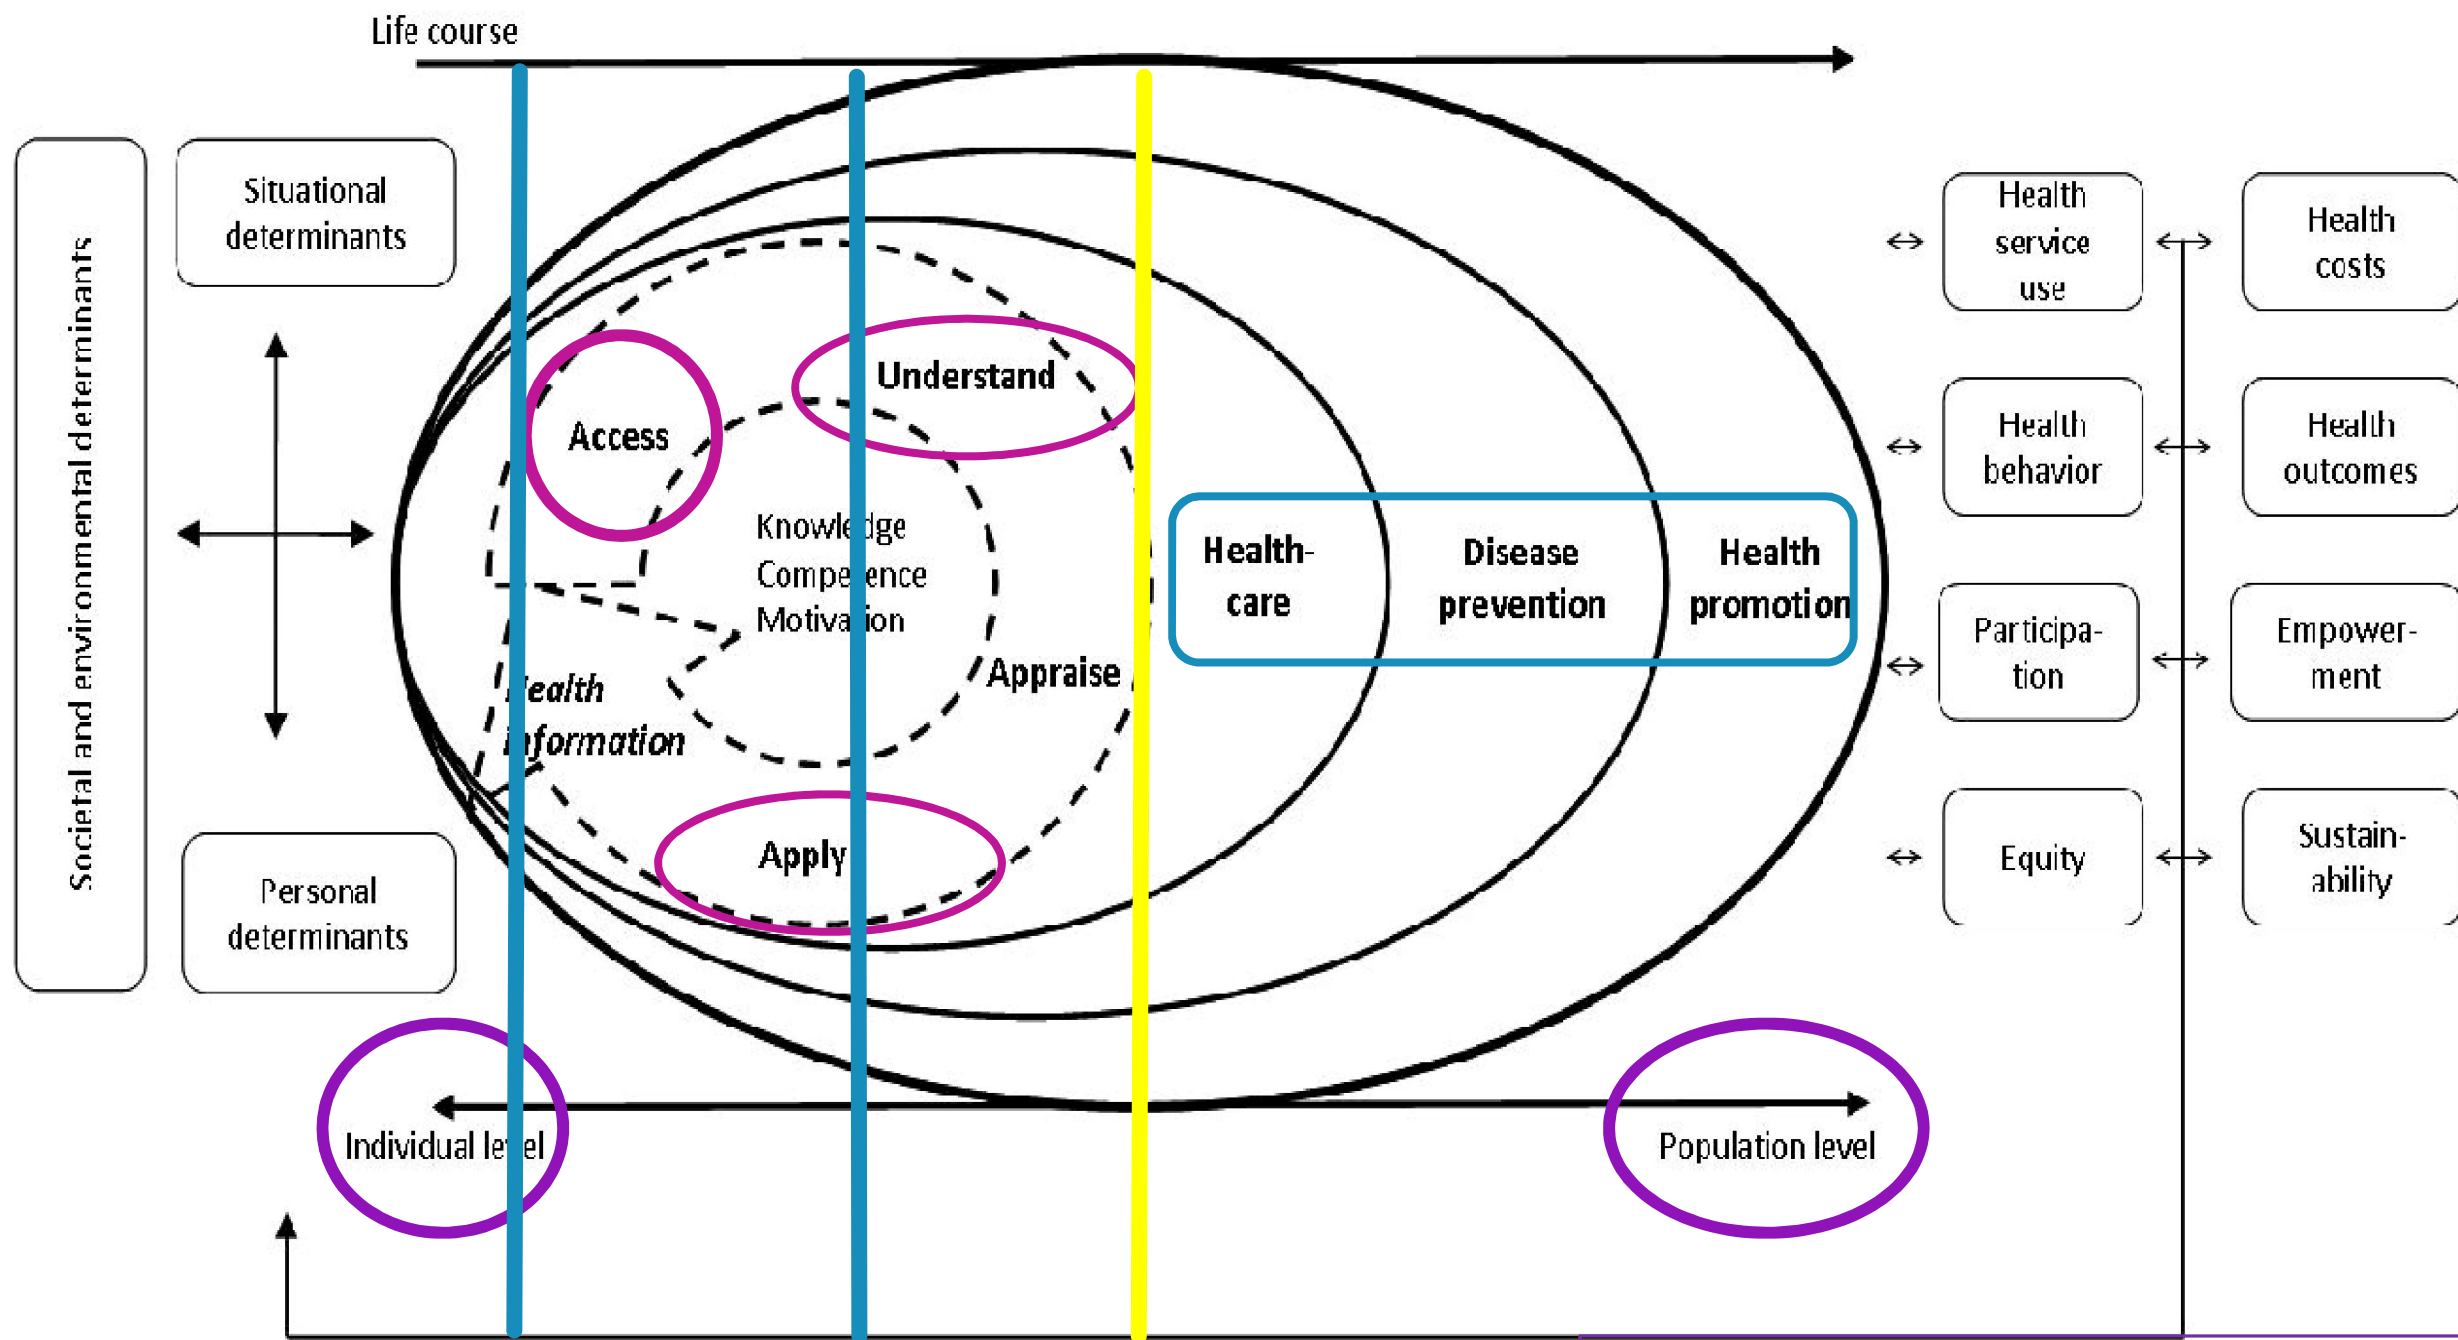 Life course
Societal and environmental determinants
Situational
determinants
Personal
determinants
Access
Understand
Knowledge
Competence
Motivation
Health
information
Appraise
Apply
Health-
care
Disease
prevention
Health
promotion
Health
service
use
Health
costs
Health
behavior
Health
outcomes
Participa-
tion
Empower-
ment
Equity
Sustain-
ability
Individual level
Population level